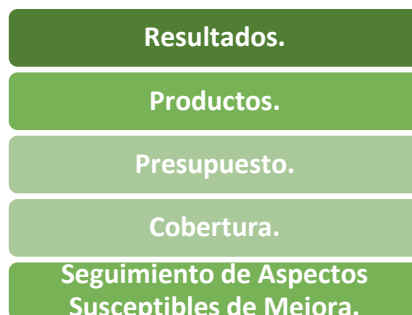 Resultados.
Productos.
Presupuesto.
Cobertura.
Seguimiento de Aspectos
Susceptibles de Mejora.